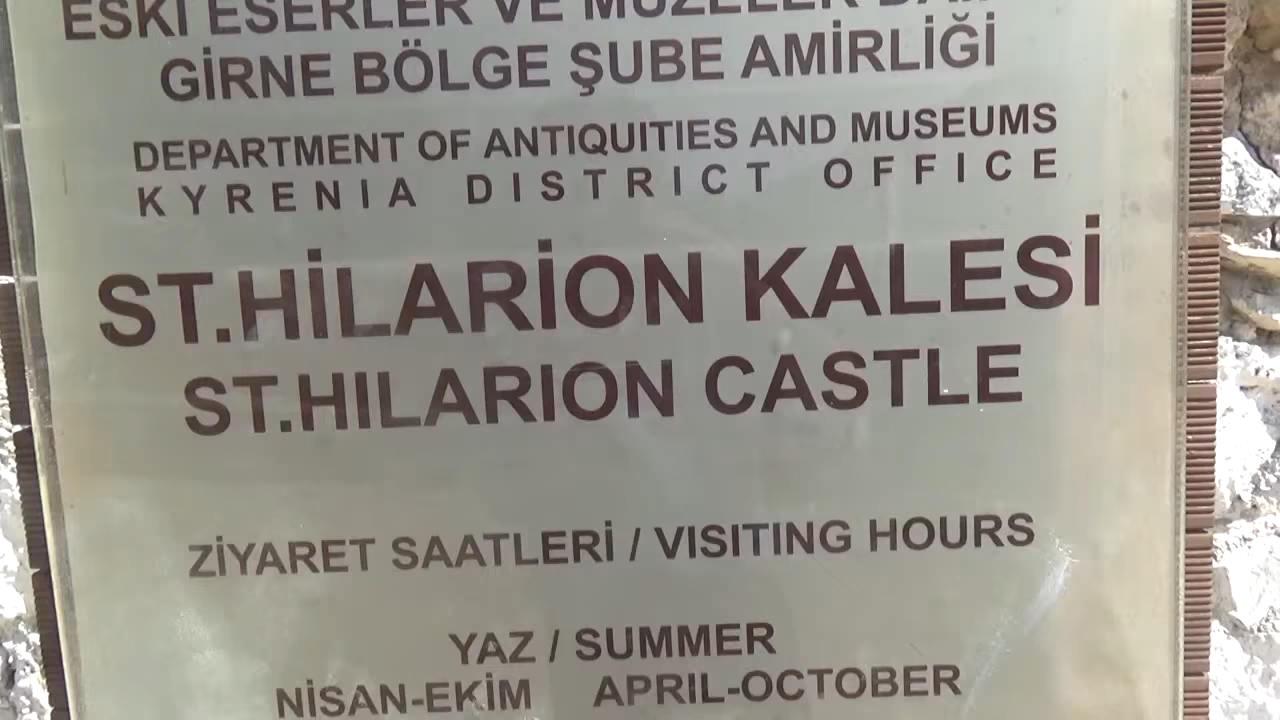 ESKİ ESERLER VE MÜZELER
GİRNE BÖLGE ŞUBE AMİRLİĞİ
DEPARTMENT OF ANTIQUITIES AND MUSEUMS
KYRENIA DISTRICT OFFICE
ST.HİLARİON KALESİ
ST.HILARION CASTLE
ZİYARET SAATLERİ / VISITING HOURS
YAZ / SUMMER
NİSAN-EKİM APRIL-OCTOBER